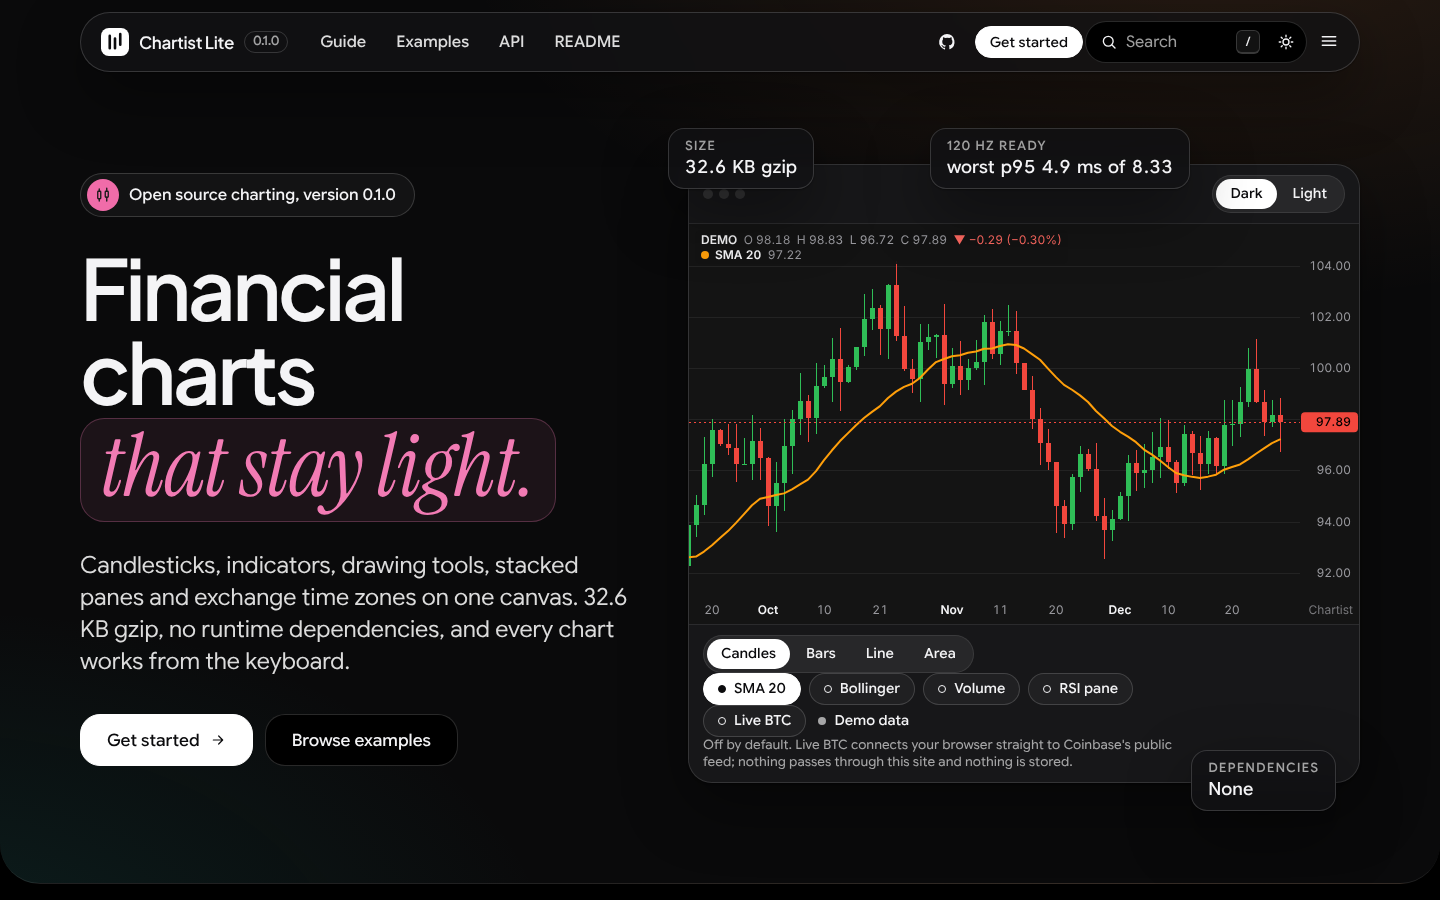 Chartist Lite 0.1.0 Guide Examples API README Get started Search /
SIZE
32.6 KB gzip
120 HZ READY
worst p95 4.9 ms of 8.33
Open source charting, version 0.1.0
Financial
charts
that stay light.
Candlesticks, indicators, drawing tools, stacked
panes and exchange time zones on one canvas. 32.6
KB gzip, no runtime dependencies, and every chart
works from the keyboard.
Get started → Browse examples
Dark Light
DEMO O 98.18 H 98.83 L 96.72 C 97.89 ▼ −0.29 (−0.30%)
SMA 20 97.22
104.00
102.00
100.00
97.89
96.00
94.00
92.00
20 Oct 10 21 Nov 11 20 Dec 10 20 Chartist
Candles Bars Line Area
SMA 20 Bollinger Volume RSI pane
Live BTC Demo data
Off by default. Live BTC connects your browser straight to Coinbase's public
feed; nothing passes through this site and nothing is stored.
DEPENDENCIES
None